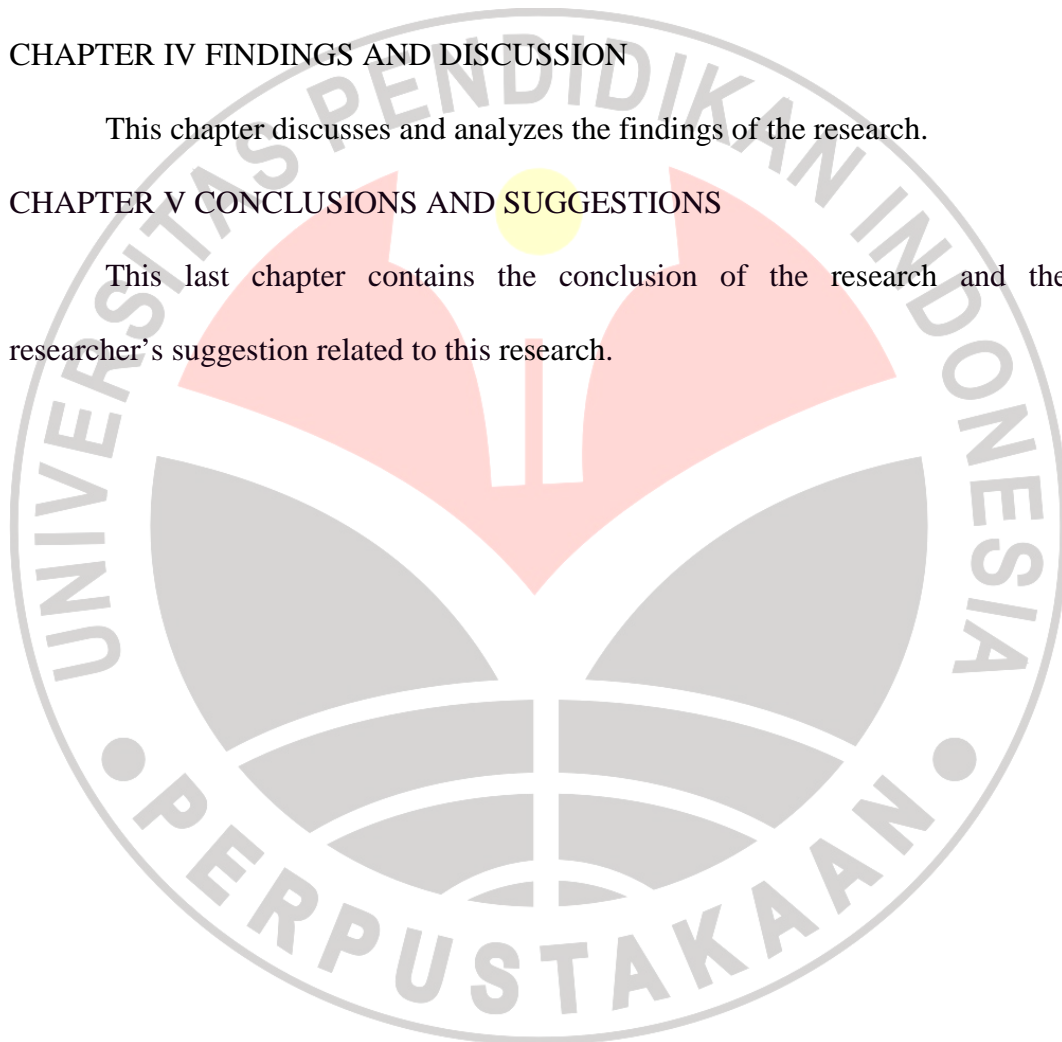 CHAPTER IV FINDINGS AND DISCUSSION
This chapter discusses and analyzes the findings of the research.
CHAPTER V CONCLUSIONS AND SUGGESTIONS
This last chapter contains the conclusion of the research and the
researcher’s suggestion related to this research.
UNIVERSITAS PENDIDIKAN INDONESIA
PERPUSTAKAAN